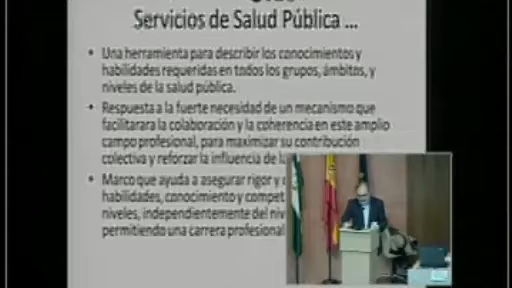 Servicios de Salud Pública ...
• Una herramienta para describir los conocimientos y
habilidades requeridas en todos los grupos, ámbitos, y
niveles de la salud pública.
• Respuesta a la fuerte necesidad de un mecanismo que
facilitarara la colaboración y la coherencia en este amplio
campo profesional, para maximizar su contribución
colectiva y reforzar la influencia de
• Marco que ayuda a asegurar rigor y
habilidades, conocimiento y
niveles, independientemente del
permitiendo una carrera profesional